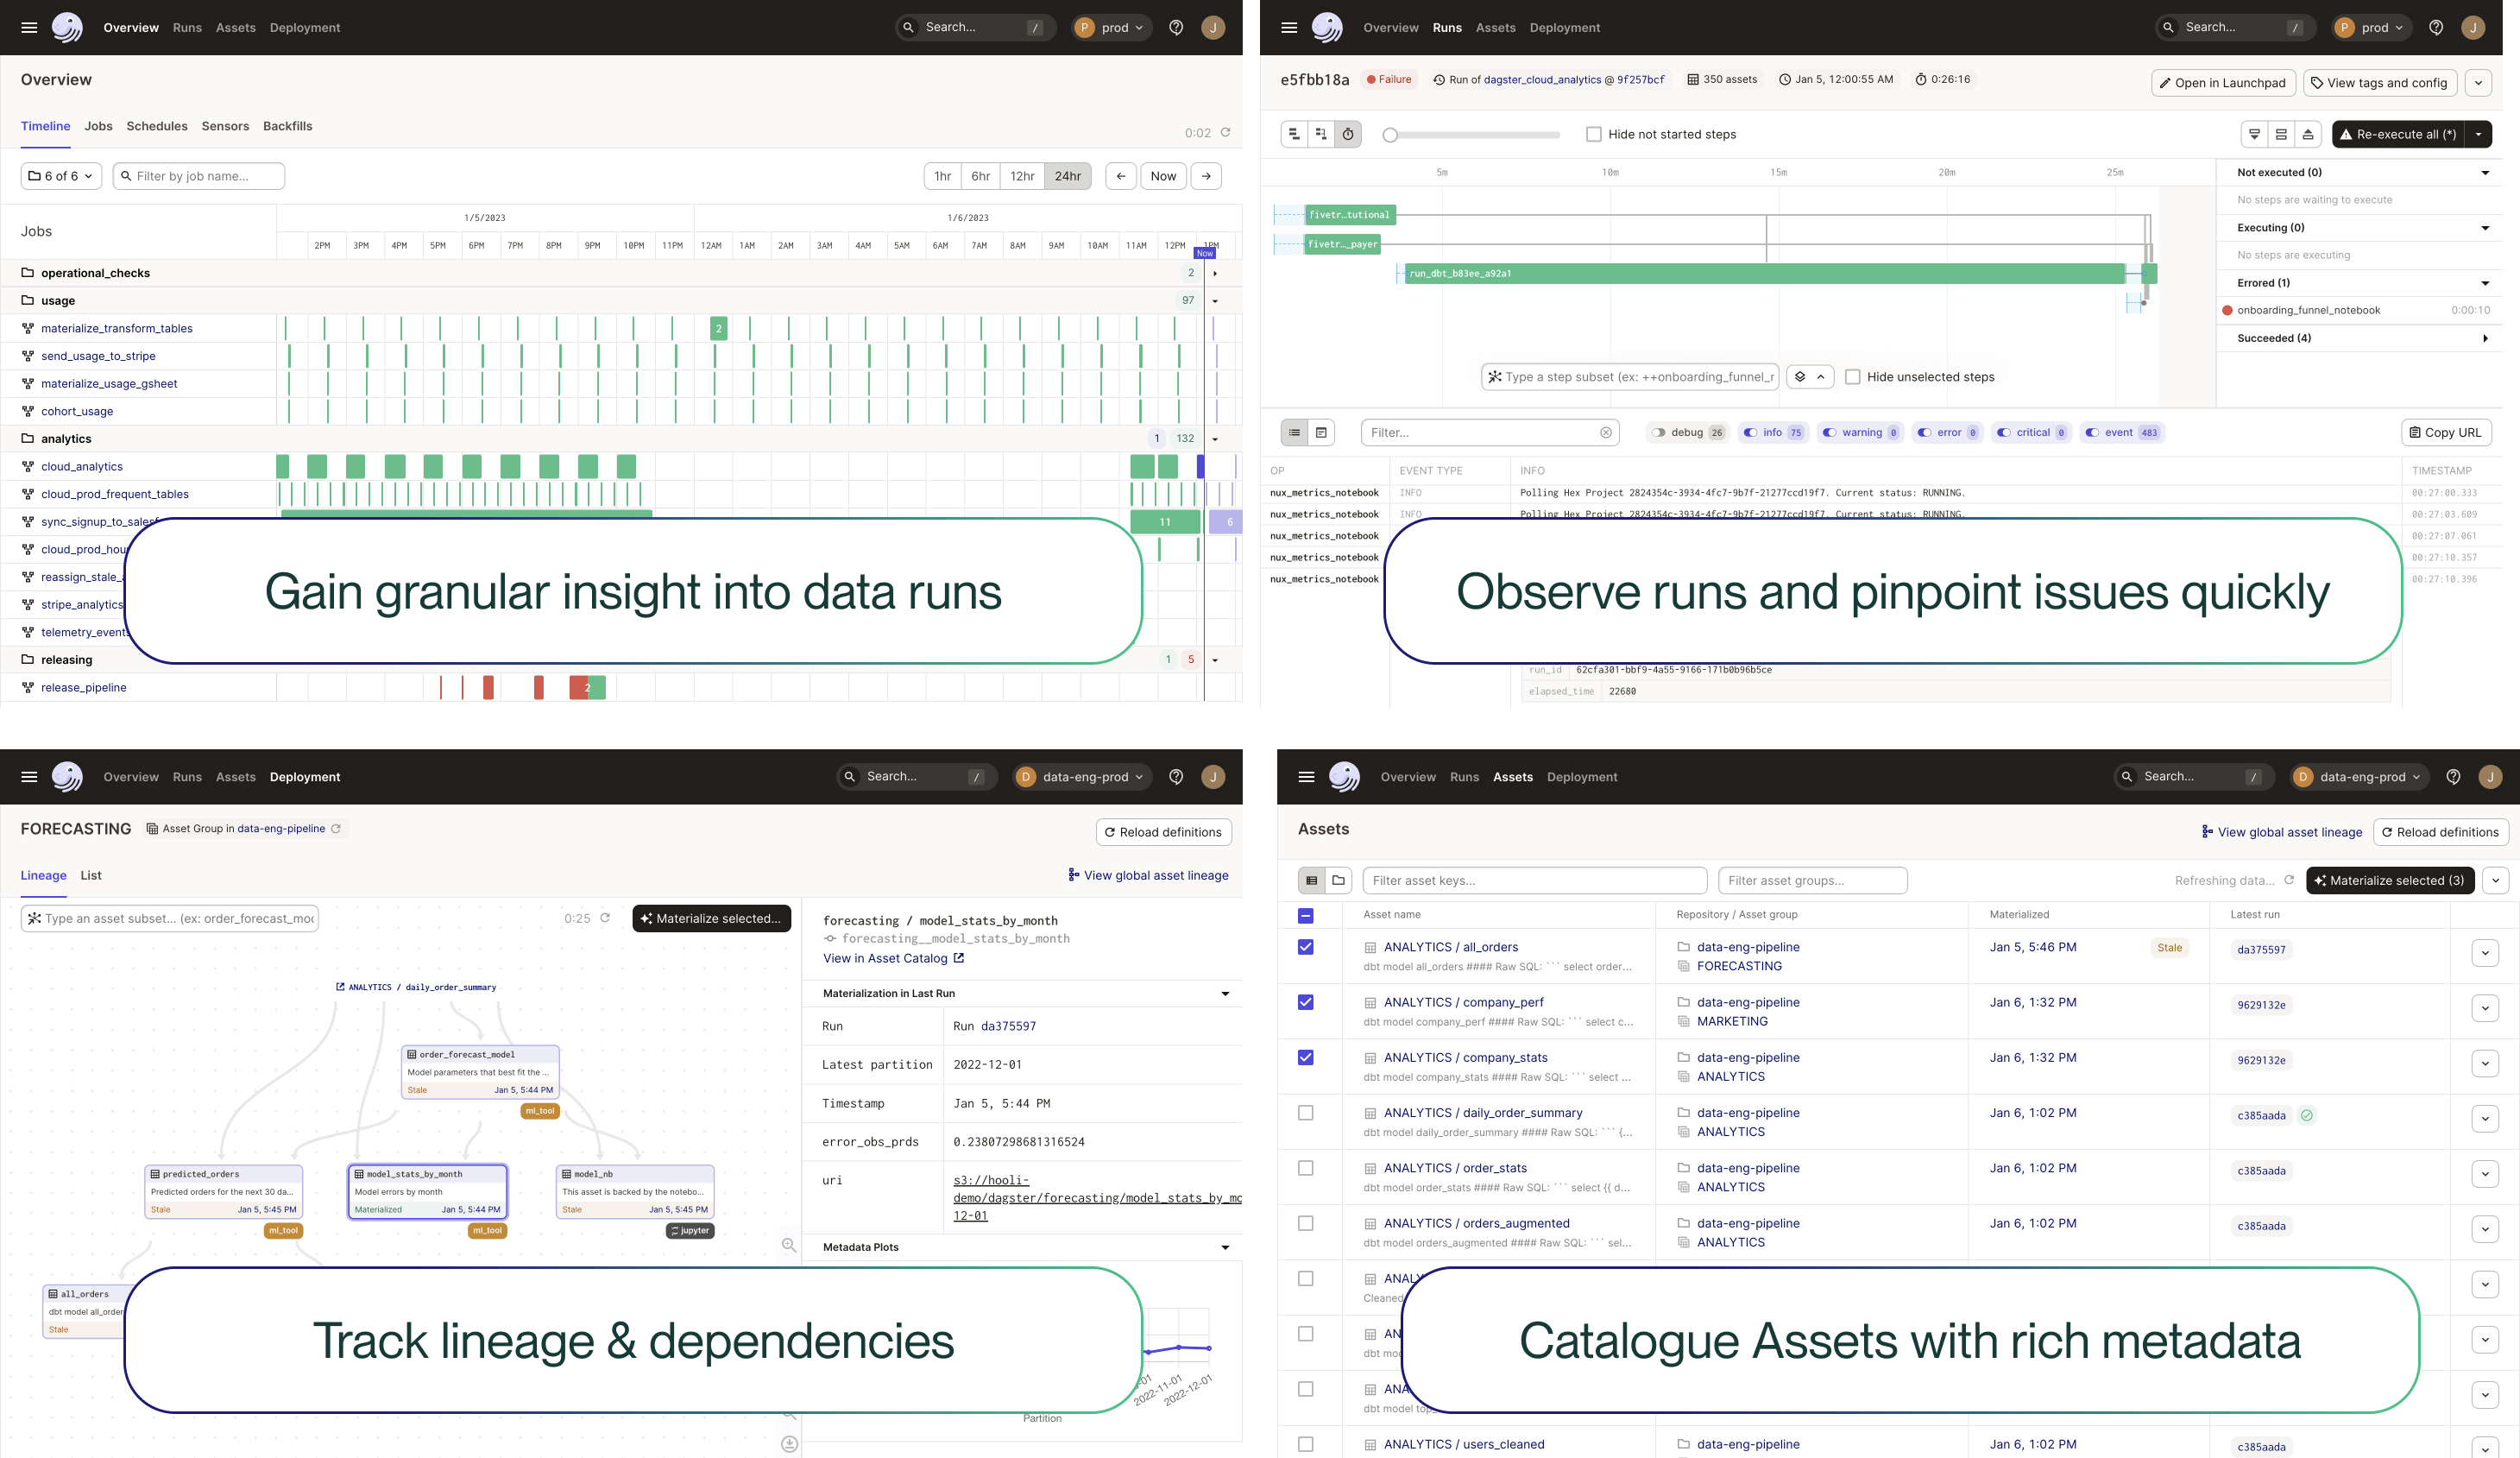 Overview Runs Assets Deployment Search... / P prod J
Overview
Timeline Jobs Schedules Sensors Backfills 0:02
6 of 6 Filter by job name... 1hr 6hr 12hr 24hr ← Now →
Jobs 1/5/2023 1/6/2023
2PM 3PM 4PM 5PM 6PM 7PM 8PM 9PM 10PM 11PM 12AM 1AM 2AM 3AM 4AM 5AM 6AM 7AM 8AM 9AM 10AM 11AM 12PM 1PM
Now
operational_checks 2
usage 97
materialize_transform_tables 2
send_usage_to_stripe
materialize_usage_gsheet
cohort_usage
analytics 1 132
cloud_analytics
cloud_prod_frequent_tables
sync_signup_to_salesf 11 6
cloud_prod_hou
reassign_stale_a
stripe_analytics
telemetry_events
Gain granular insight into data runs
releasing 1 5
release_pipeline 2
Overview Runs Assets Deployment Search... / P prod J
e5fbb18a Failure Run of dagster_cloud_analytics @ 9f257bcf 350 assets Jan 5, 12:00:55 AM 0:26:16 Open in Launchpad View tags and config
Hide not started steps Re-execute all (*)
5m 10m 15m 20m 25m
fivetr…tutional
fivetr…_payer
run_dbt_b83ee_a92a1
Not executed (0)
No steps are waiting to execute
Executing (0)
No steps are executing
Errored (1)
onboarding_funnel_notebook 0:00:10
Succeeded (4)
Type a step subset (ex: ++onboarding_funnel_r Hide unselected steps
Filter... debug 26 info 75 warning 0 error 0 critical 0 event 483 Copy URL
OP EVENT TYPE INFO TIMESTAMP
nux_metrics_notebook INFO Polling Hex Project 2824354c-3934-4fc7-9b7f-21277ccd19f7. Current status: RUNNING. 00:27:00.333
nux_metrics_notebook INFO Polling Hex Project 2824354c-3934-4fc7-9b7f-21277ccd19f7. Current status: RUNNING. 00:27:03.609
nux_metrics_notebook 00:27:07.061
nux_metrics_notebook 00:27:10.357
nux_metrics_notebook 00:27:10.396
Observe runs and pinpoint issues quickly
run_id 62cfa301-bbf9-4a55-9166-171b0b96b5ce
elapsed_time 22680
Overview Runs Assets Deployment Search... / D data-eng-prod J
FORECASTING Asset Group in data-eng-pipeline Reload definitions
Lineage List View global asset lineage
Type an asset subset... (ex: order_forecast_mod 0:25 Materialize selected...
ANALYTICS / daily_order_summary
order_forecast_model
Model parameters that best fit the ...
Stale Jan 5, 5:44 PM
ml_tool
predicted_orders
Predicted orders for the next 30 da...
Stale Jan 5, 5:45 PM
ml_tool
model_stats_by_month
Model errors by month
Materialized Jan 5, 5:44 PM
ml_tool
model_nb
This asset is backed by the notebo...
Stale Jan 5, 5:45 PM
jupyter
all_orders
dbt model all_order
Stale
forecasting / model_stats_by_month
forecasting__model_stats_by_month
View in Asset Catalog
Materialization in Last Run
Run Run da375597
Latest partition 2022-12-01
Timestamp Jan 5, 5:44 PM
error_obs_prds 0.23807298681316524
uri s3://hooli-
demo/dagster/forecasting/model_stats_by_mo
12-01
Metadata Plots
Track lineage & dependencies
-01 2022-11-01 2022-12-01
Partition
Overview Runs Assets Deployment Search... / D data-eng-prod J
Assets View global asset lineage Reload definitions
Filter asset keys... Filter asset groups... Refreshing data... Materialize selected (3)
Asset name Repository / Asset group Materialized Latest run
ANALYTICS / all_orders data-eng-pipeline Jan 5, 5:46 PM Stale da375597
dbt model all_orders #### Raw SQL: ``` select order... FORECASTING
ANALYTICS / company_perf data-eng-pipeline Jan 6, 1:32 PM 9629132e
dbt model company_perf #### Raw SQL: ``` select c... MARKETING
ANALYTICS / company_stats data-eng-pipeline Jan 6, 1:32 PM 9629132e
dbt model company_stats #### Raw SQL: ``` select ... ANALYTICS
ANALYTICS / daily_order_summary data-eng-pipeline Jan 6, 1:02 PM c385aada
dbt model daily_order_summary #### Raw SQL: ``` {... ANALYTICS
ANALYTICS / order_stats data-eng-pipeline Jan 6, 1:02 PM c385aada
dbt model order_stats #### Raw SQL: ``` select {{ d... ANALYTICS
ANALYTICS / orders_augmented data-eng-pipeline Jan 6, 1:02 PM c385aada
dbt model orders_augmented #### Raw SQL: ``` sel... ANALYTICS
ANALY
Cleaned
AN
dbt mo
ANA
dbt model top_
Catalogue Assets with rich metadata
ANALYTICS / users_cleaned data-eng-pipeline Jan 6, 1:02 PM c385aada